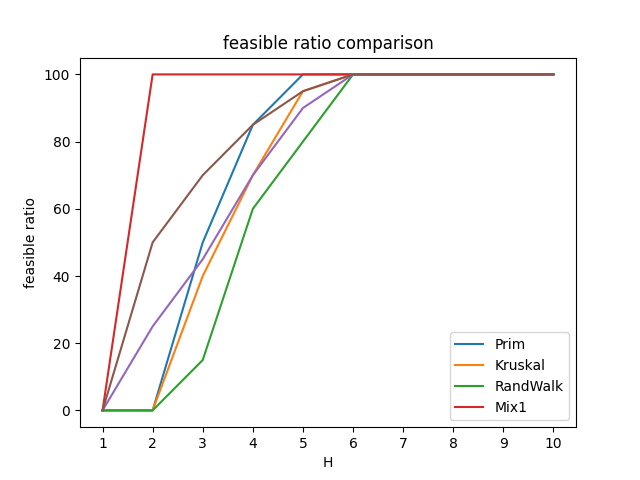 feasible ratio comparison
100
80
60
40
20
0
feasible ratio
1 2 3 4 5 6 7 8 9 10
H
Prim
Kruskal
RandWalk
Mix1